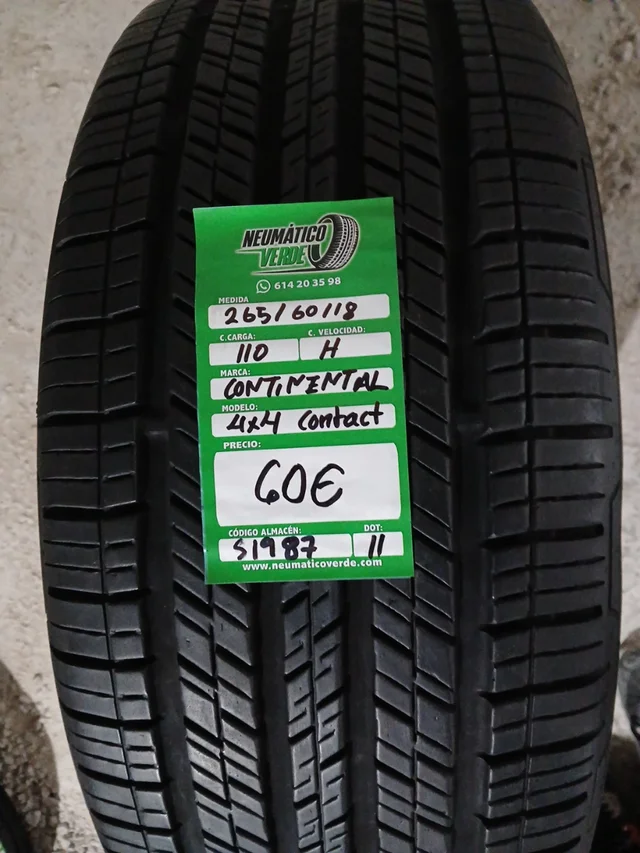 NEUMÁTICO
VERDE
614 20 35 98
MEDIDA
265/60/18
C.CARGA: C. VELOCIDAD:
110 H
MARCA:
CONTINENTAL
MODELO:
4x4 Contact
PRECIO:
60€
CÓDIGO ALMACÉN: DOT:
S1987 11
www.neumaticoverde.com